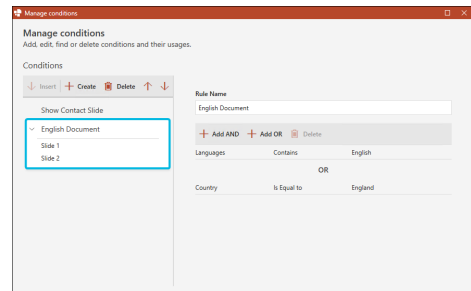 Manage conditions
Manage conditions
Add, edit, find or delete conditions and their usages.
Conditions
Insert Create Delete
Show Contact Slide
English Document
Slide 1
Slide 2
Rule Name
English Document
Add AND Add OR Delete
Languages Contains English
OR
Country Is Equal to England